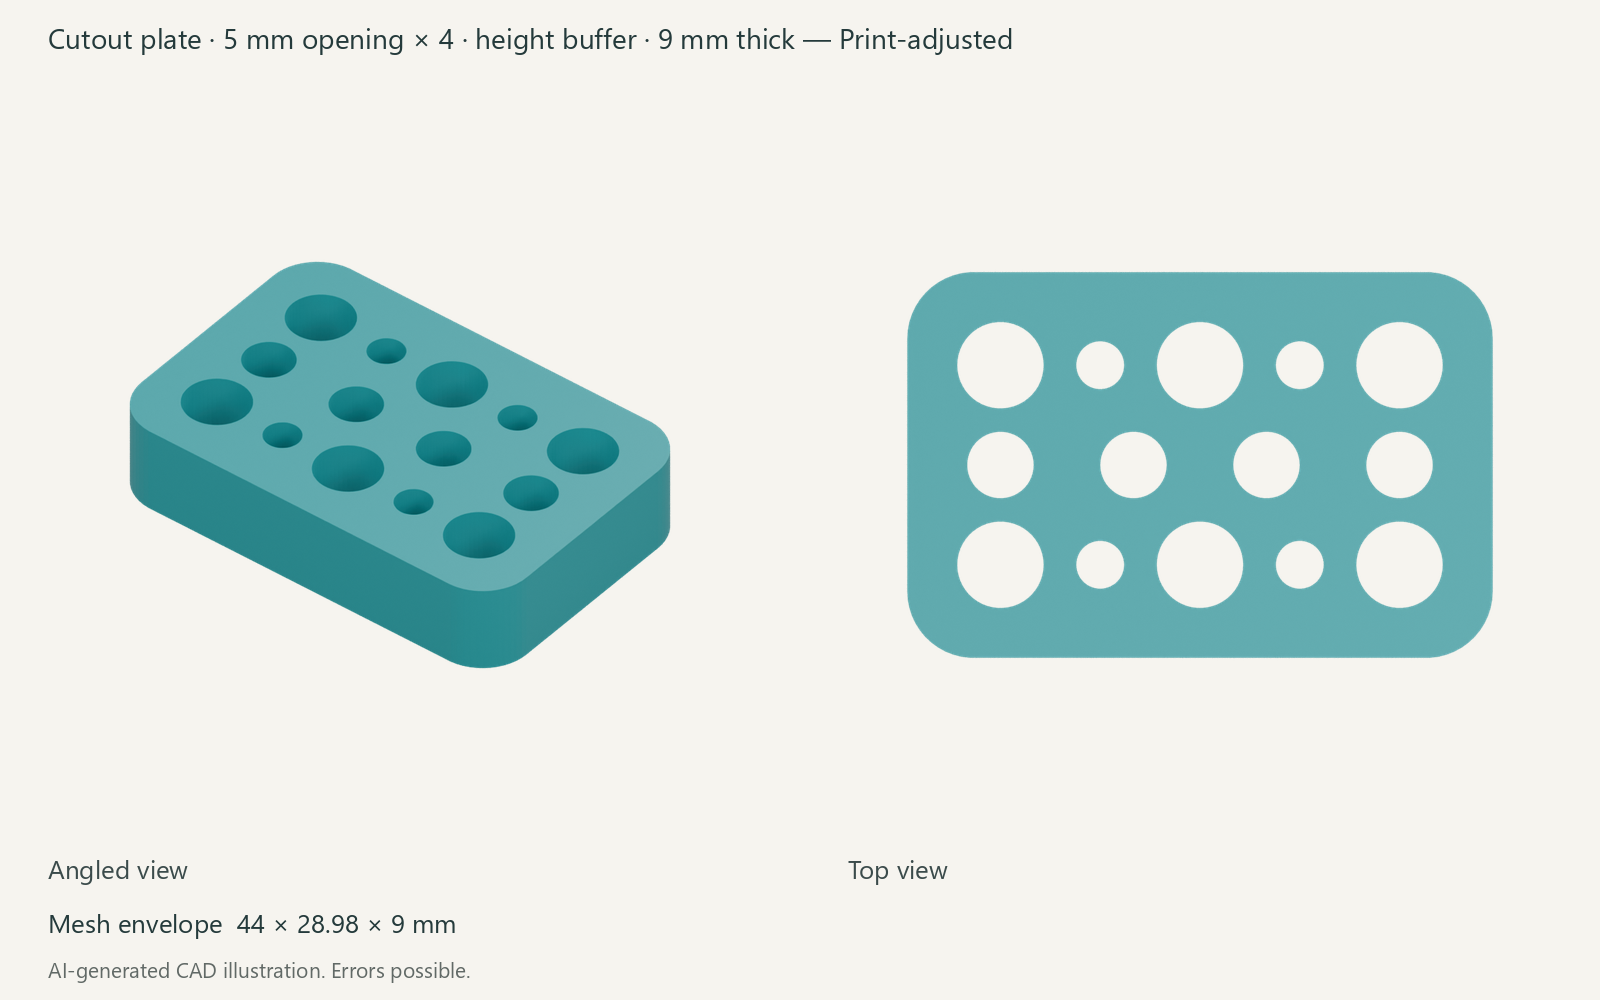 Cutout plate · 5 mm opening × 4 · height buffer · 9 mm thick — Print-adjusted
Angled view
Top view
Mesh envelope  44 × 28.98 × 9 mm
AI-generated CAD illustration. Errors possible.